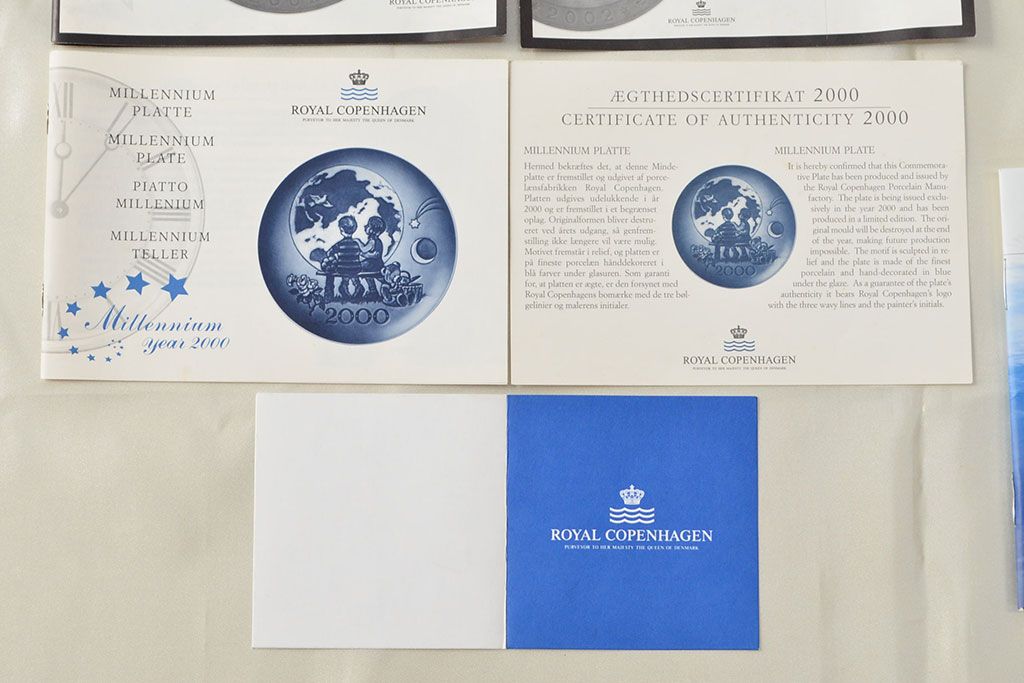 ROYAL COPENHAGEN
2002
ROYAL COPENHAGEN
MILLENNIUM
PLATTE
MILLENNIUM
PLATE
PIATTO
MILLENIUM
MILLENNIUM
TELLER
Millennium
Year 2000
ROYAL COPENHAGEN
PURVEYOR TO HER MAJESTY THE QUEEN OF DENMARK
2000
ÆGTHEDSCERTIFIKAT 2000
CERTIFICATE OF AUTHENTICITY 2000
MILLENNIUM PLATTE
Hermed bekræftes det, at denne Minde-
platte er fremstillet og udgivet af porce-
lænsfabrikken Royal Copenhagen.
Platten udgives udelukkende i år
2000 og er fremstillet i et begrænset
oplag. Originalformen bliver destru-
eret ved årets udgang, så genfrem-
stilling ikke længere vil være mulig.
Motivet fremstår i relief, og platten er
på fineste porcelæn hånddekoreret i
blå farver under glasuren. Som garanti
for, at platten er ægte, er den forsynet med
Royal Copenhagens bomærke med de tre bøl-
gelinier og malerens initialer.
2000
MILLENNIUM PLATE
It is hereby confirmed that this Commemora-
tive Plate has been produced and issued by
the Royal Copenhagen Porcelain Manu-
factory. The plate is being issued exclu-
sively in the year 2000 and has been
produced in a limited edition. The ori-
ginal mould will be destroyed at the end
of the year, making future production
impossible. The motif is sculpted in re-
lief and the plate is made of the finest
porcelain and hand-decorated in blue
under the glaze. As a guarantee of the plate's
authenticity it bears Royal Copenhagen's logo
with the three wavy lines and the painter's initials.
ROYAL COPENHAGEN
PURVEYOR TO HER MAJESTY THE QUEEN OF DENMARK
ROYAL COPENHAGEN
PURVEYOR TO HER MAJESTY THE QUEEN OF DENMARK